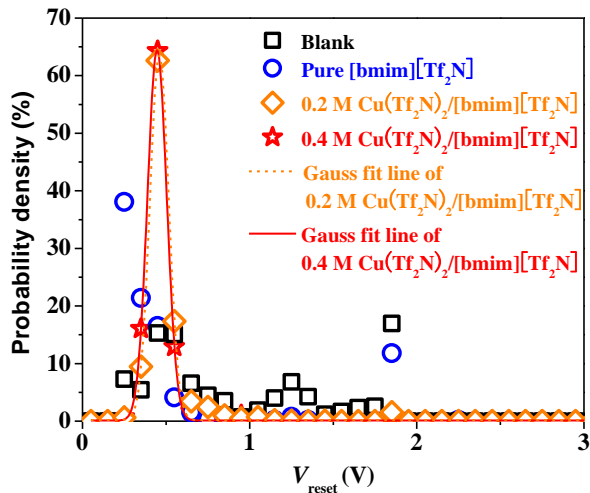 70
60
50
40
30
20
10
0
Probability density (%)
Blank
Pure [bmim][Tf₂N]
0.2 M Cu(Tf₂N)₂/[bmim][Tf₂N]
0.4 M Cu(Tf₂N)₂/[bmim][Tf₂N]
Gauss fit line of
0.2 M Cu(Tf₂N)₂/[bmim][Tf₂N]
Gauss fit line of
0.4 M Cu(Tf₂N)₂/[bmim][Tf₂N]
0 1 2 3
V_reset (V)